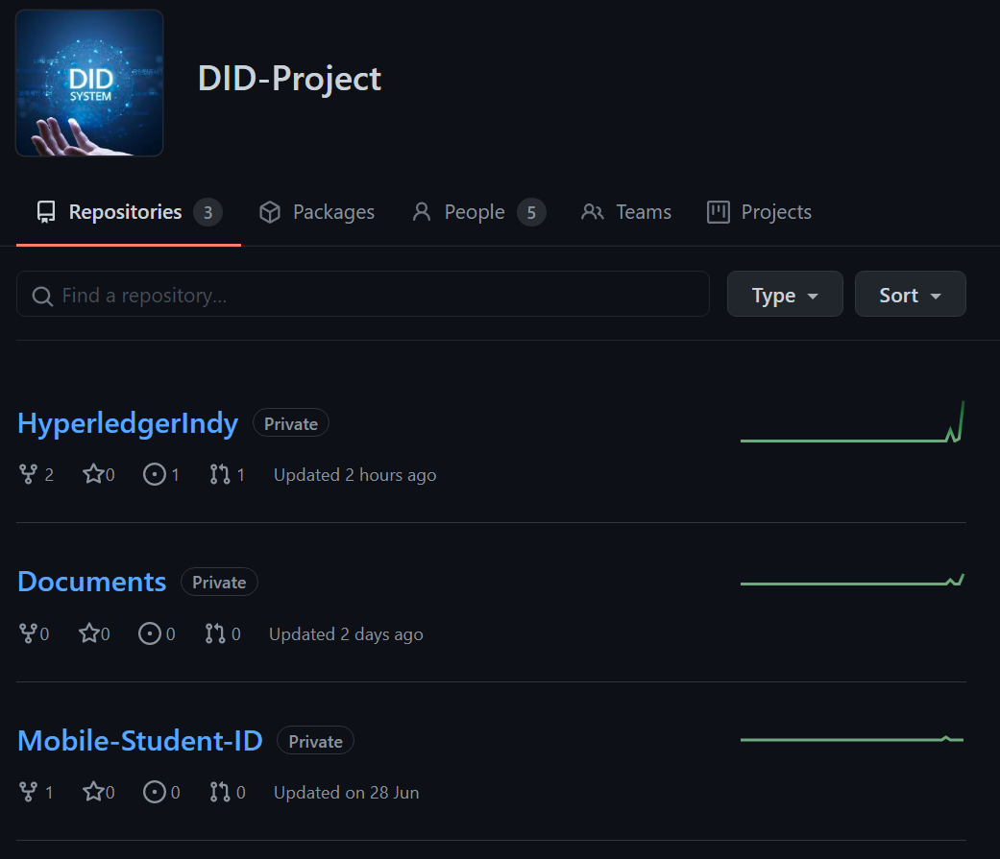 DID
SYSTEM
DID-Project
Repositories 3 Packages People 5 Teams Projects
Find a repository... Type Sort
HyperledgerIndy Private
2 0 1 1 Updated 2 hours ago
Documents Private
0 0 0 0 Updated 2 days ago
Mobile-Student-ID Private
1 0 0 0 Updated on 28 Jun